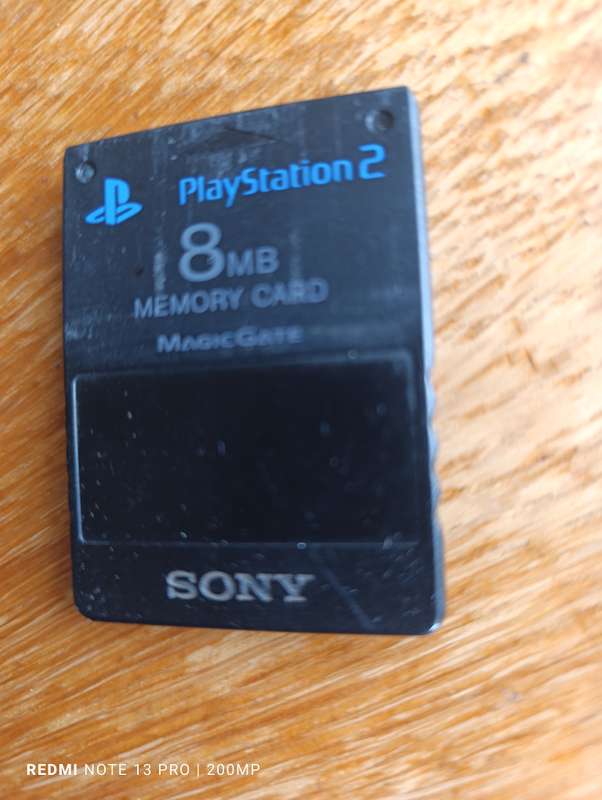 PlayStation 2
8MB
MEMORY CARD
MAGICGATE
SONY
REDMI NOTE 13 PRO | 200MP